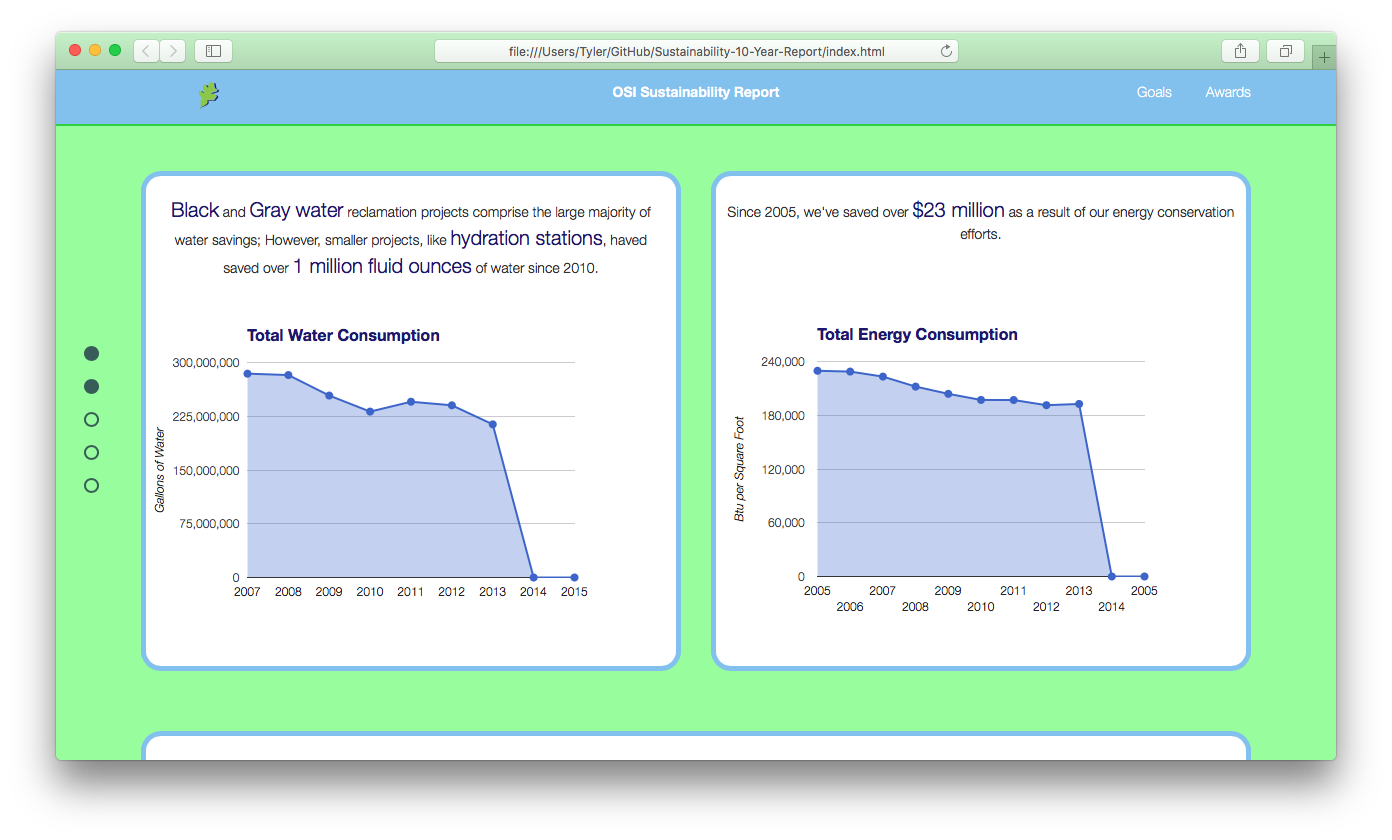 file:///Users/Tyler/GitHub/Sustainability-10-Year-Report/index.html
OSI Sustainability Report
Goals
Awards
Black and Gray water reclamation projects comprise the large majority of
water savings; However, smaller projects, like hydration stations, haved
saved over 1 million fluid ounces of water since 2010.
Total Water Consumption
300,000,000
225,000,000
150,000,000
75,000,000
0
Gallons of Water
2007 2008 2009 2010 2011 2012 2013 2014 2015
Since 2005, we've saved over $23 million as a result of our energy conservation
efforts.
Total Energy Consumption
240,000
180,000
120,000
60,000
0
Btu per Square Foot
2005 2007 2009 2011 2013 2005
2006 2008 2010 2012 2014